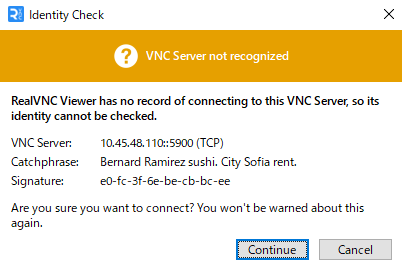 Identity Check
VNC Server not recognized
RealVNC Viewer has no record of connecting to this VNC Server, so its
identity cannot be checked.
VNC Server: 10.45.48.110::5900 (TCP)
Catchphrase: Bernard Ramirez sushi. City Sofia rent.
Signature: e0-fc-3f-6e-be-cb-bc-ee
Are you sure you want to connect? You won't be warned about this
again.
Continue Cancel